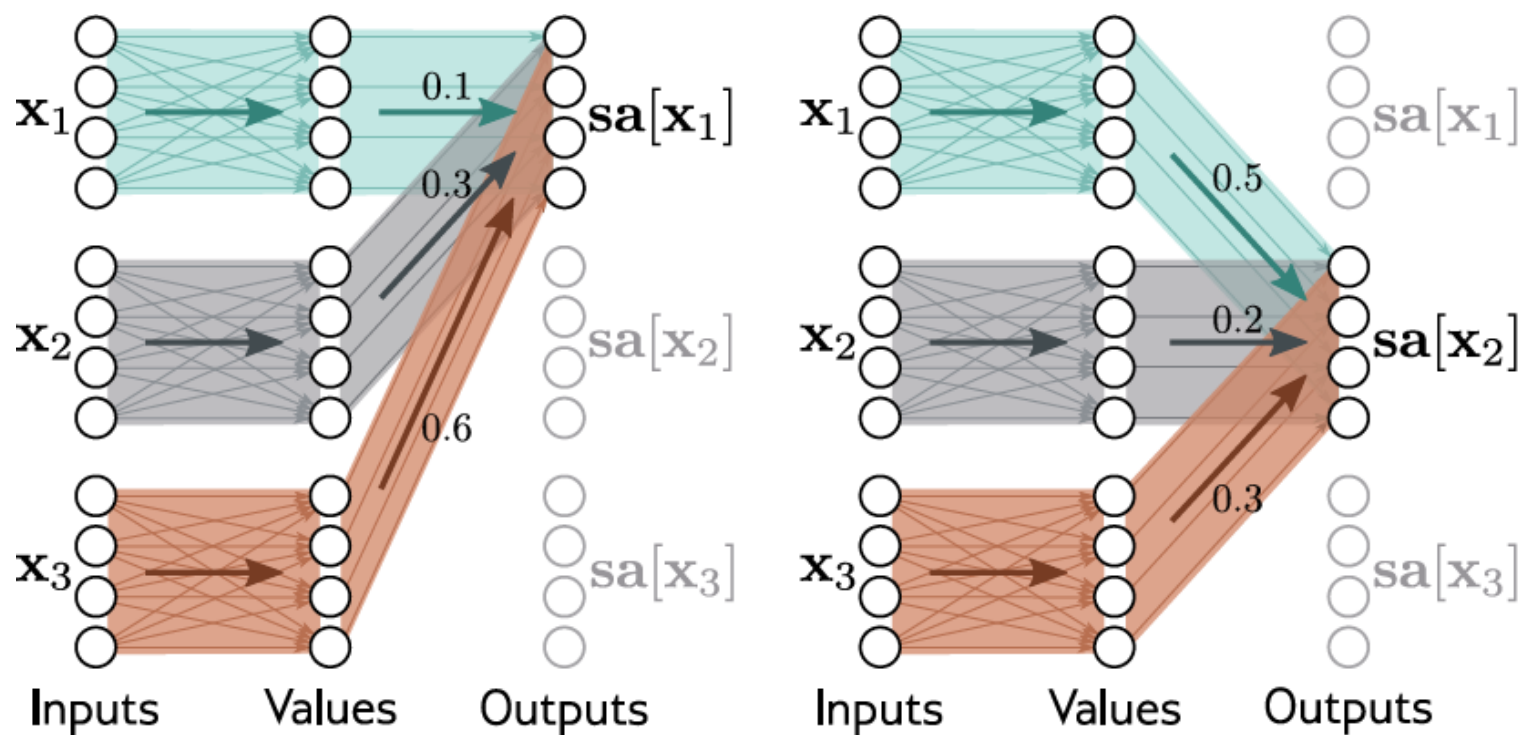 x₁ 0.1 sa[x₁]
0.3
x₂ sa[x₂]
0.6
x₃ sa[x₃]
Inputs Values Outputs
x₁ 0.5 sa[x₁]
x₂ 0.2 sa[x₂]
0.3
x₃ sa[x₃]
Inputs Values Outputs